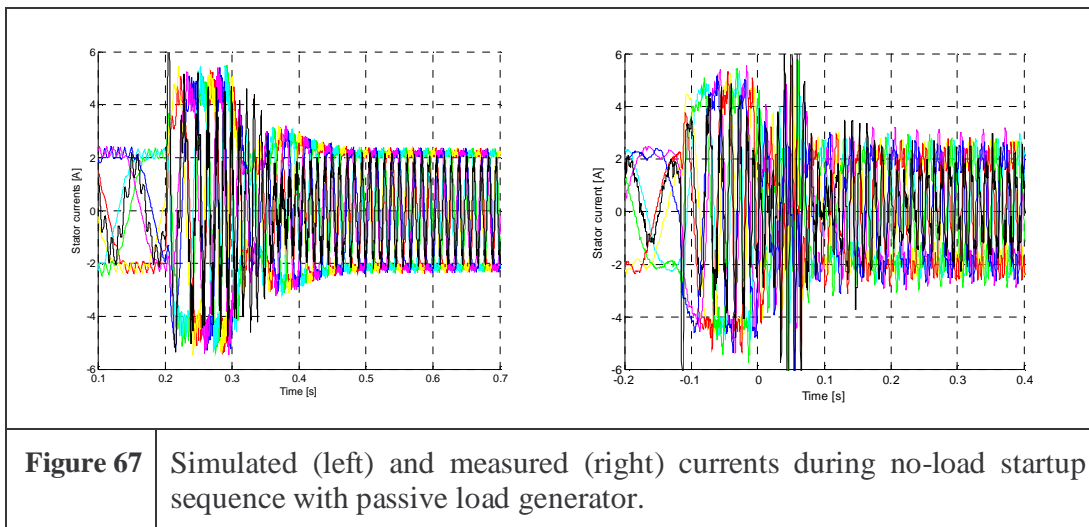 6
4
2
0
-2
-4
-6
0.1 0.2 0.3 0.4 0.5 0.6 0.7
Time [s]
Stator currents [A]
6
4
2
0
-2
-4
-6
-0.2 -0.1 0 0.1 0.2 0.3 0.4
Time [s]
Stator current [A]
Figure 67
Simulated (left) and measured (right) currents during no-load startup
sequence with passive load generator.